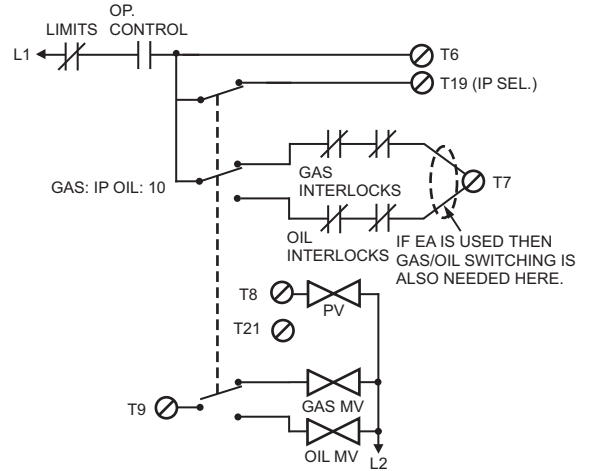 OP.
LIMITS CONTROL
L1
T6
T19 (IP SEL.)
GAS: IP OIL: 10
GAS
INTERLOCKS
T7
OIL
INTERLOCKS
IF EA IS USED THEN
GAS/OIL SWITCHING IS
ALSO NEEDED HERE.
T8
PV
T21
T9
GAS MV
OIL MV
L2